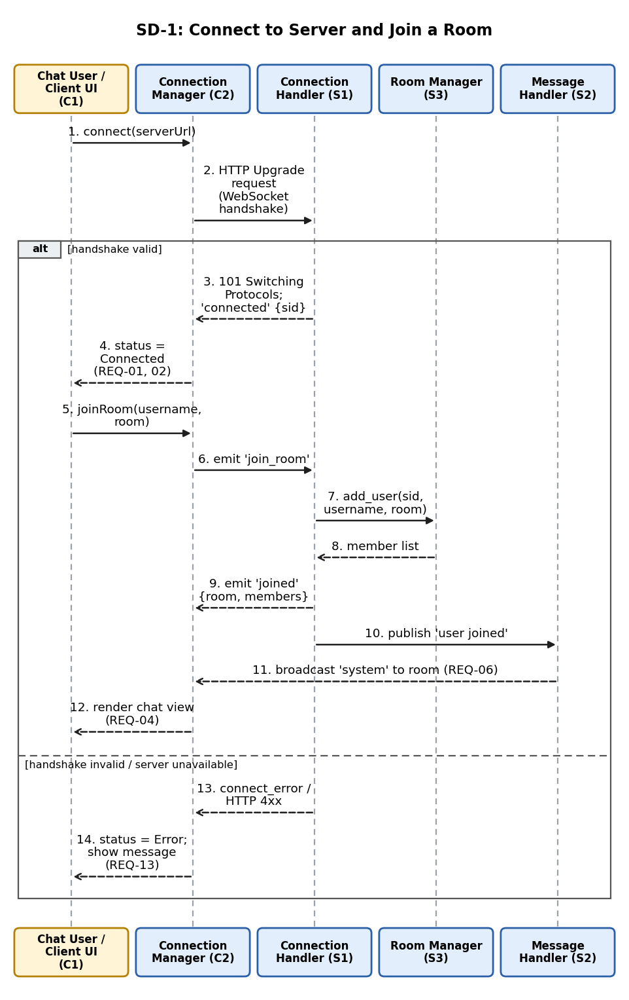 SD-1: Connect to Server and Join a Room
Chat User /
Client UI
(C1)
Connection
Manager (C2)
Connection
Handler (S1)
Room Manager
(S3)
Message
Handler (S2)
1. connect(serverUrl)
2. HTTP Upgrade
request
(WebSocket
handshake)
alt
[handshake valid]
3. 101 Switching
Protocols;
'connected' {sid}
4. status =
Connected
(REQ-01, 02)
5. joinRoom(username,
room)
6. emit 'join_room'
7. add_user(sid,
username, room)
8. member list
9. emit 'joined'
{room, members}
10. publish 'user joined'
11. broadcast 'system' to room (REQ-06)
12. render chat view
(REQ-04)
[handshake invalid / server unavailable]
13. connect_error /
HTTP 4xx
14. status = Error;
show message
(REQ-13)
Chat User /
Client UI
(C1)
Connection
Manager (C2)
Connection
Handler (S1)
Room Manager
(S3)
Message
Handler (S2)